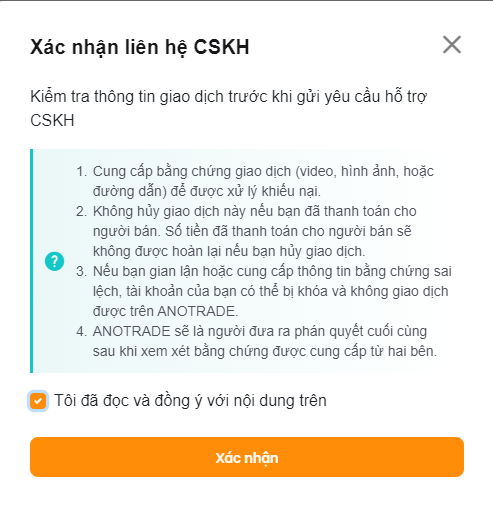 Xác nhận liên hệ CSKH
Kiểm tra thông tin giao dịch trước khi gửi yêu cầu hỗ trợ
CSKH
1. Cung cấp bằng chứng giao dịch (video, hình ảnh, hoặc
đường dẫn) để được xử lý khiếu nại.
2. Không hủy giao dịch này nếu bạn đã thanh toán cho
người bán. Số tiền đã thanh toán cho người bán sẽ
không được hoàn lại nếu bạn hủy giao dịch.
3. Nếu bạn gian lận hoặc cung cấp thông tin bằng chứng sai
lệch, tài khoản của bạn có thể bị khóa và không giao dịch
được trên ANOTRADE.
4. ANOTRADE sẽ là người đưa ra phán quyết cuối cùng
sau khi xem xét bằng chứng được cung cấp từ hai bên.
Tôi đã đọc và đồng ý với nội dung trên
Xác nhận